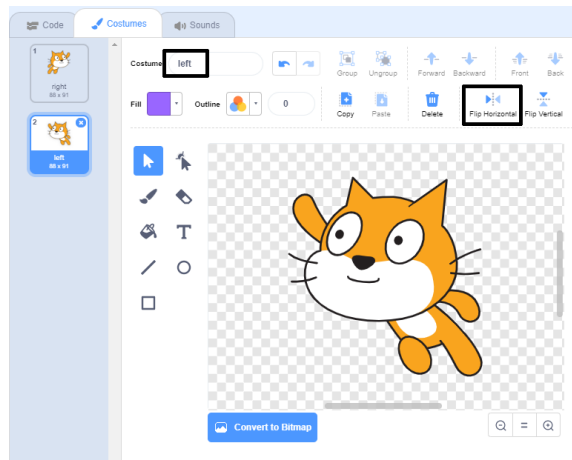 Code Costumes Sounds
1
right
88 x 91
2
left
88 x 91
Costume left
Group Ungroup Forward Backward Front Back
Fill Outline 0 Copy Paste Delete Flip Horizontal Flip Vertical
T
Convert to Bitmap
=